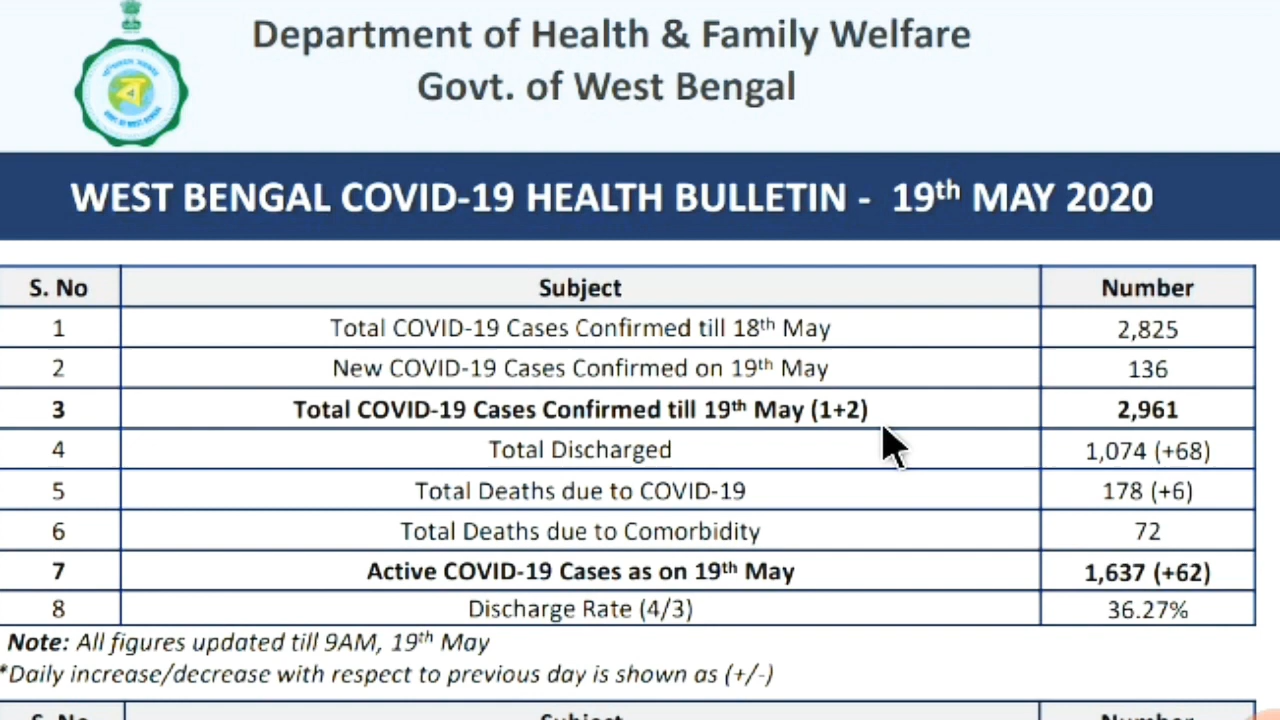 Department of Health & Family Welfare
Govt. of West Bengal
WEST BENGAL COVID-19 HEALTH BULLETIN - 19th MAY 2020
S. No Subject Number
1 Total COVID-19 Cases Confirmed till 18th May 2,825
2 New COVID-19 Cases Confirmed on 19th May 136
3 Total COVID-19 Cases Confirmed till 19th May (1+2) 2,961
4 Total Discharged 1,074 (+68)
5 Total Deaths due to COVID-19 178 (+6)
6 Total Deaths due to Comorbidity 72
7 Active COVID-19 Cases as on 19th May 1,637 (+62)
8 Discharge Rate (4/3) 36.27%
Note: All figures updated till 9AM, 19th May
*Daily increase/decrease with respect to previous day is shown as (+/-)
S. No Subject Number